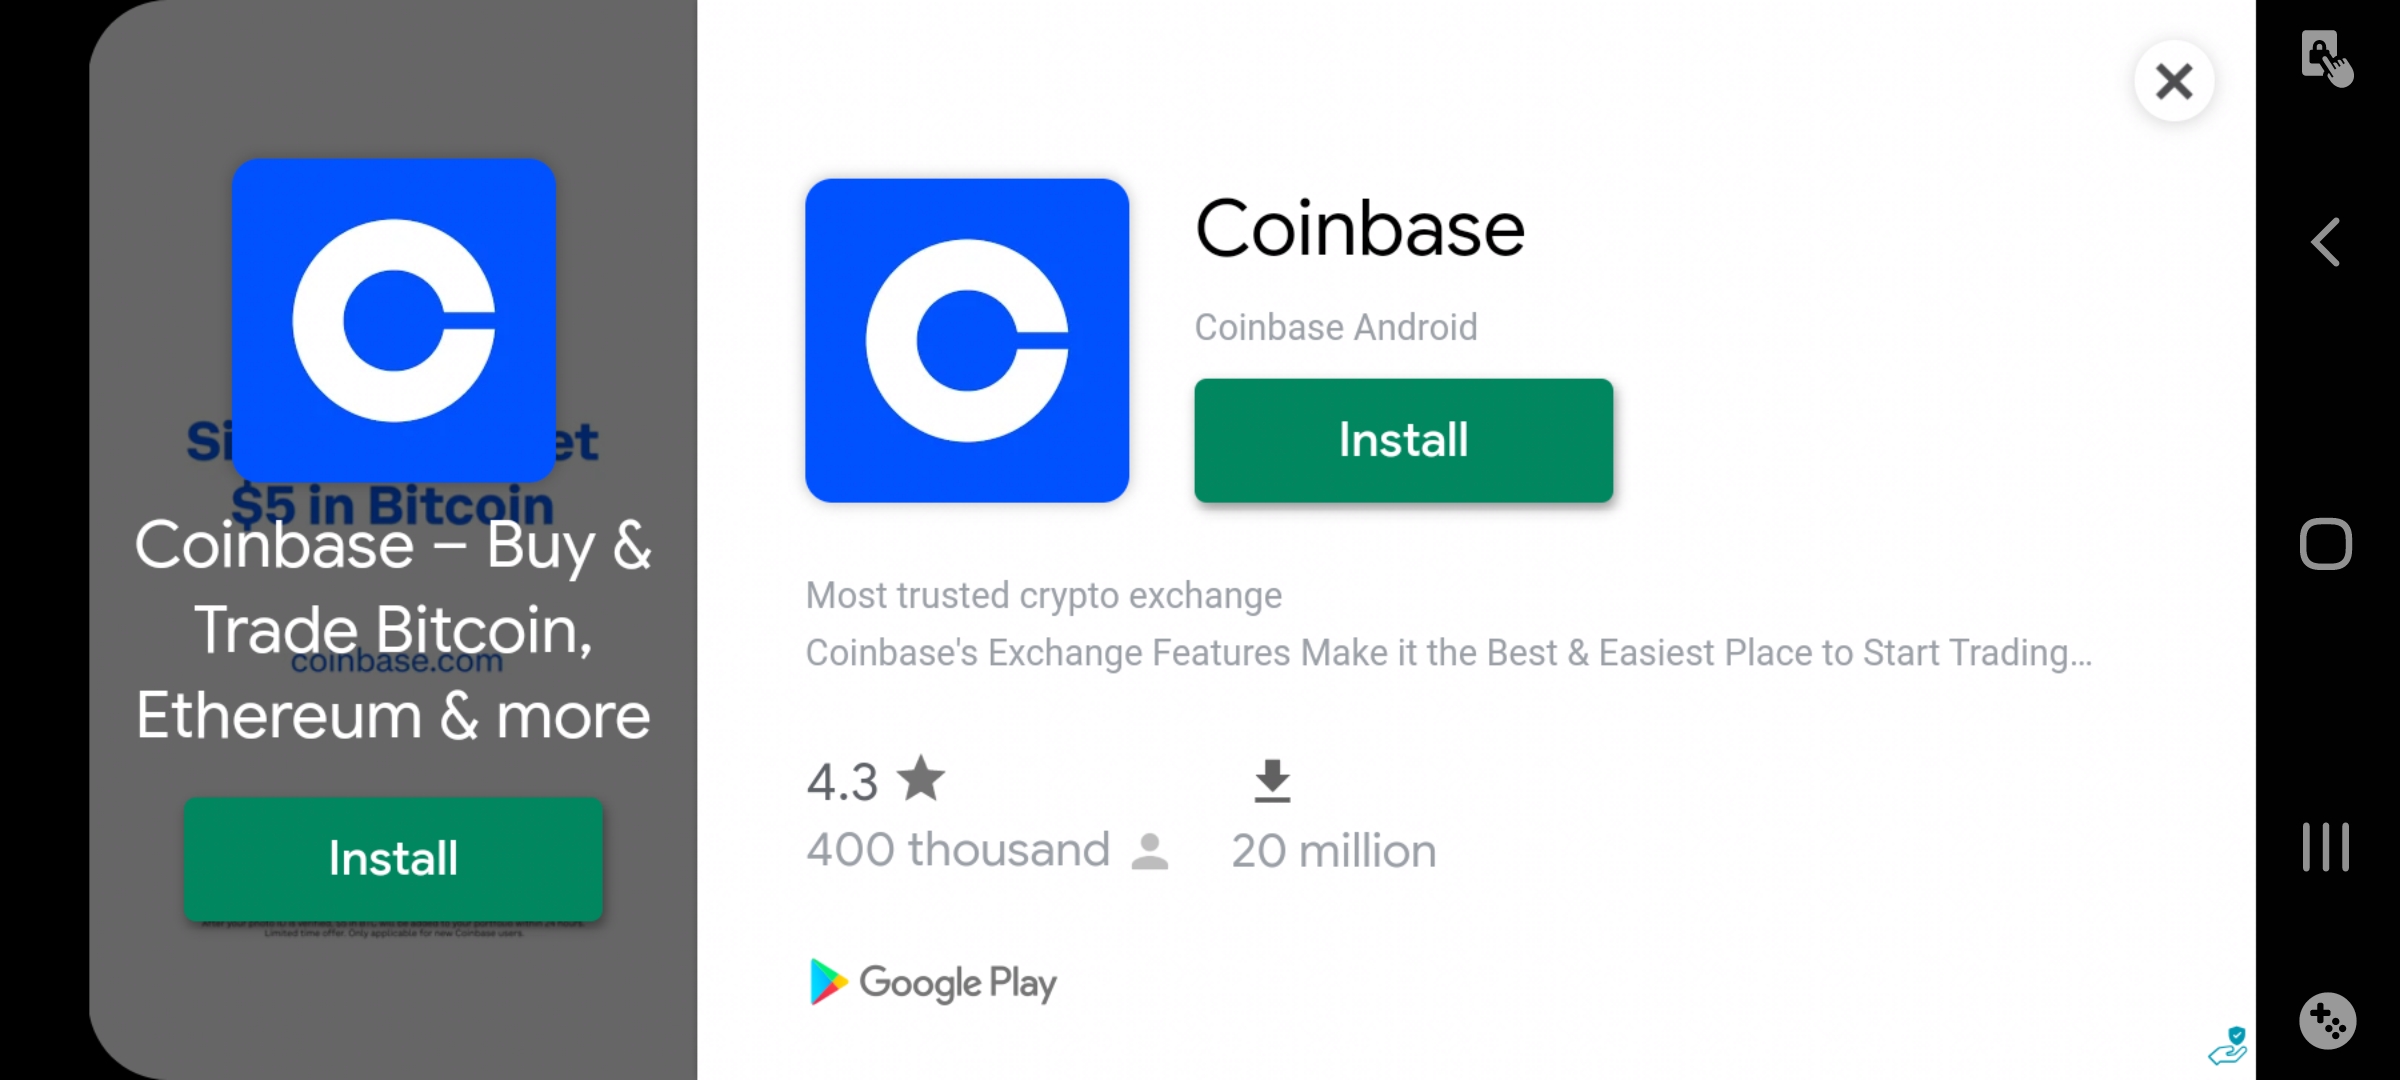 Si et
$5 in Bitcoin
Coinbase – Buy &
Trade Bitcoin,
coinbase.com
Ethereum & more
Install
Limited time offer. Only applicable for new Coinbase users.
Coinbase
Coinbase Android
Install
Most trusted crypto exchange
Coinbase's Exchange Features Make it the Best & Easiest Place to Start Trading...
4.3
400 thousand
20 million
Google Play